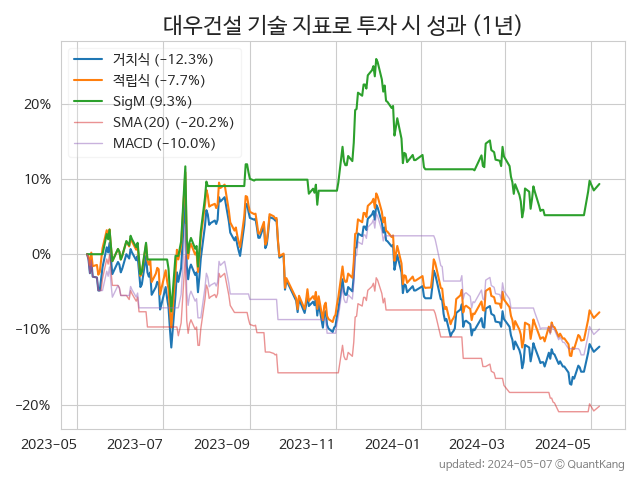 대우건설 기술 지표로 투자 시 성과 (1년)
거치식 (−12.3%)
적립식 (−7.7%)
SigM (9.3%)
SMA(20) (−20.2%)
MACD (−10.0%)
20%
10%
0%
−10%
−20%
2023−05
2023−07
2023−09
2023−11
2024−01
2024−03
2024−05
updated: 2024-05-07 © QuantKang